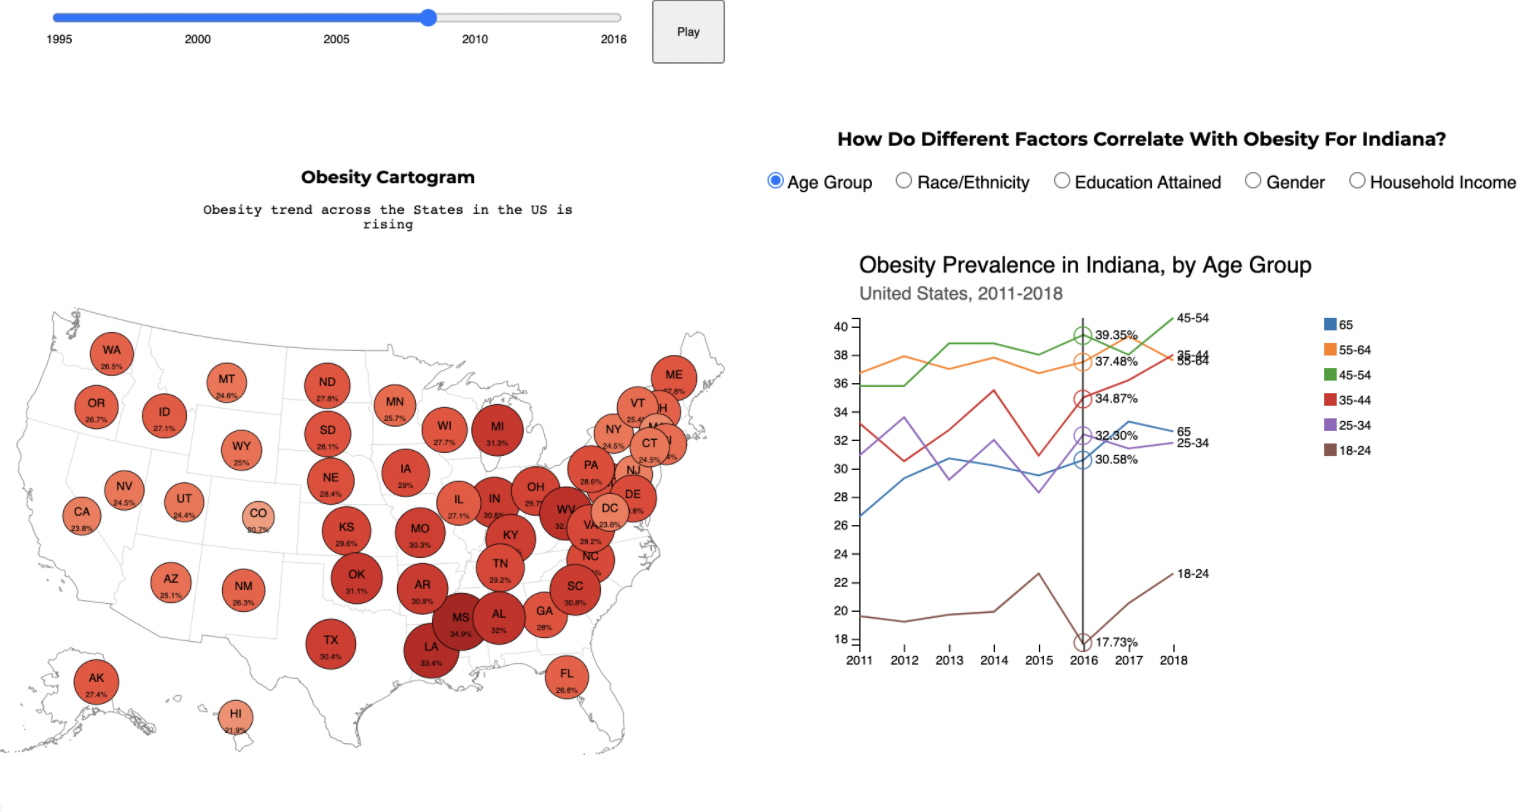 1995 2000 2005 2010 2016
Play
How Do Different Factors Correlate With Obesity For Indiana?
Age Group Race/Ethnicity Education Attained Gender Household Income
Obesity Cartogram
Obesity trend across the States in the US is
rising
WA
26.5%
OR
26.7%
ID
27.1%
MT
24.6%
ND
27.8%
MN
25.7%
SD
28.1%
WI
27.7%
MI
31.3%
ME
VT
NY
24.5%
CT
24.5%
WY
25%
NE
28.4%
IA
29%
PA
28.6%
NJ
NV
24.5%
UT
24.4%
CO
20.7%
CA
23.8%
IL
27.1%
IN
OH
DE
DC
23.8%
WV
VA
29.2%
KS
29.6%
MO
30.3%
KY
AZ
25.1%
NM
26.3%
OK
31.1%
AR
30.9%
TN
29.2%
NC
SC
30.8%
MS
34.9%
AL
32%
GA
28%
TX
30.4%
LA
33.4%
FL
26.6%
AK
27.4%
HI
21.9%
Obesity Prevalence in Indiana, by Age Group
United States, 2011-2018
40
38
36
34
32
30
28
26
24
22
20
18
2011 2012 2013 2014 2015 2016 2017 2018
39.35%
37.48%
34.87%
32.30%
30.58%
17.73%
45-54
35-44
55-64
65
25-34
18-24
65
55-64
45-54
35-44
25-34
18-24